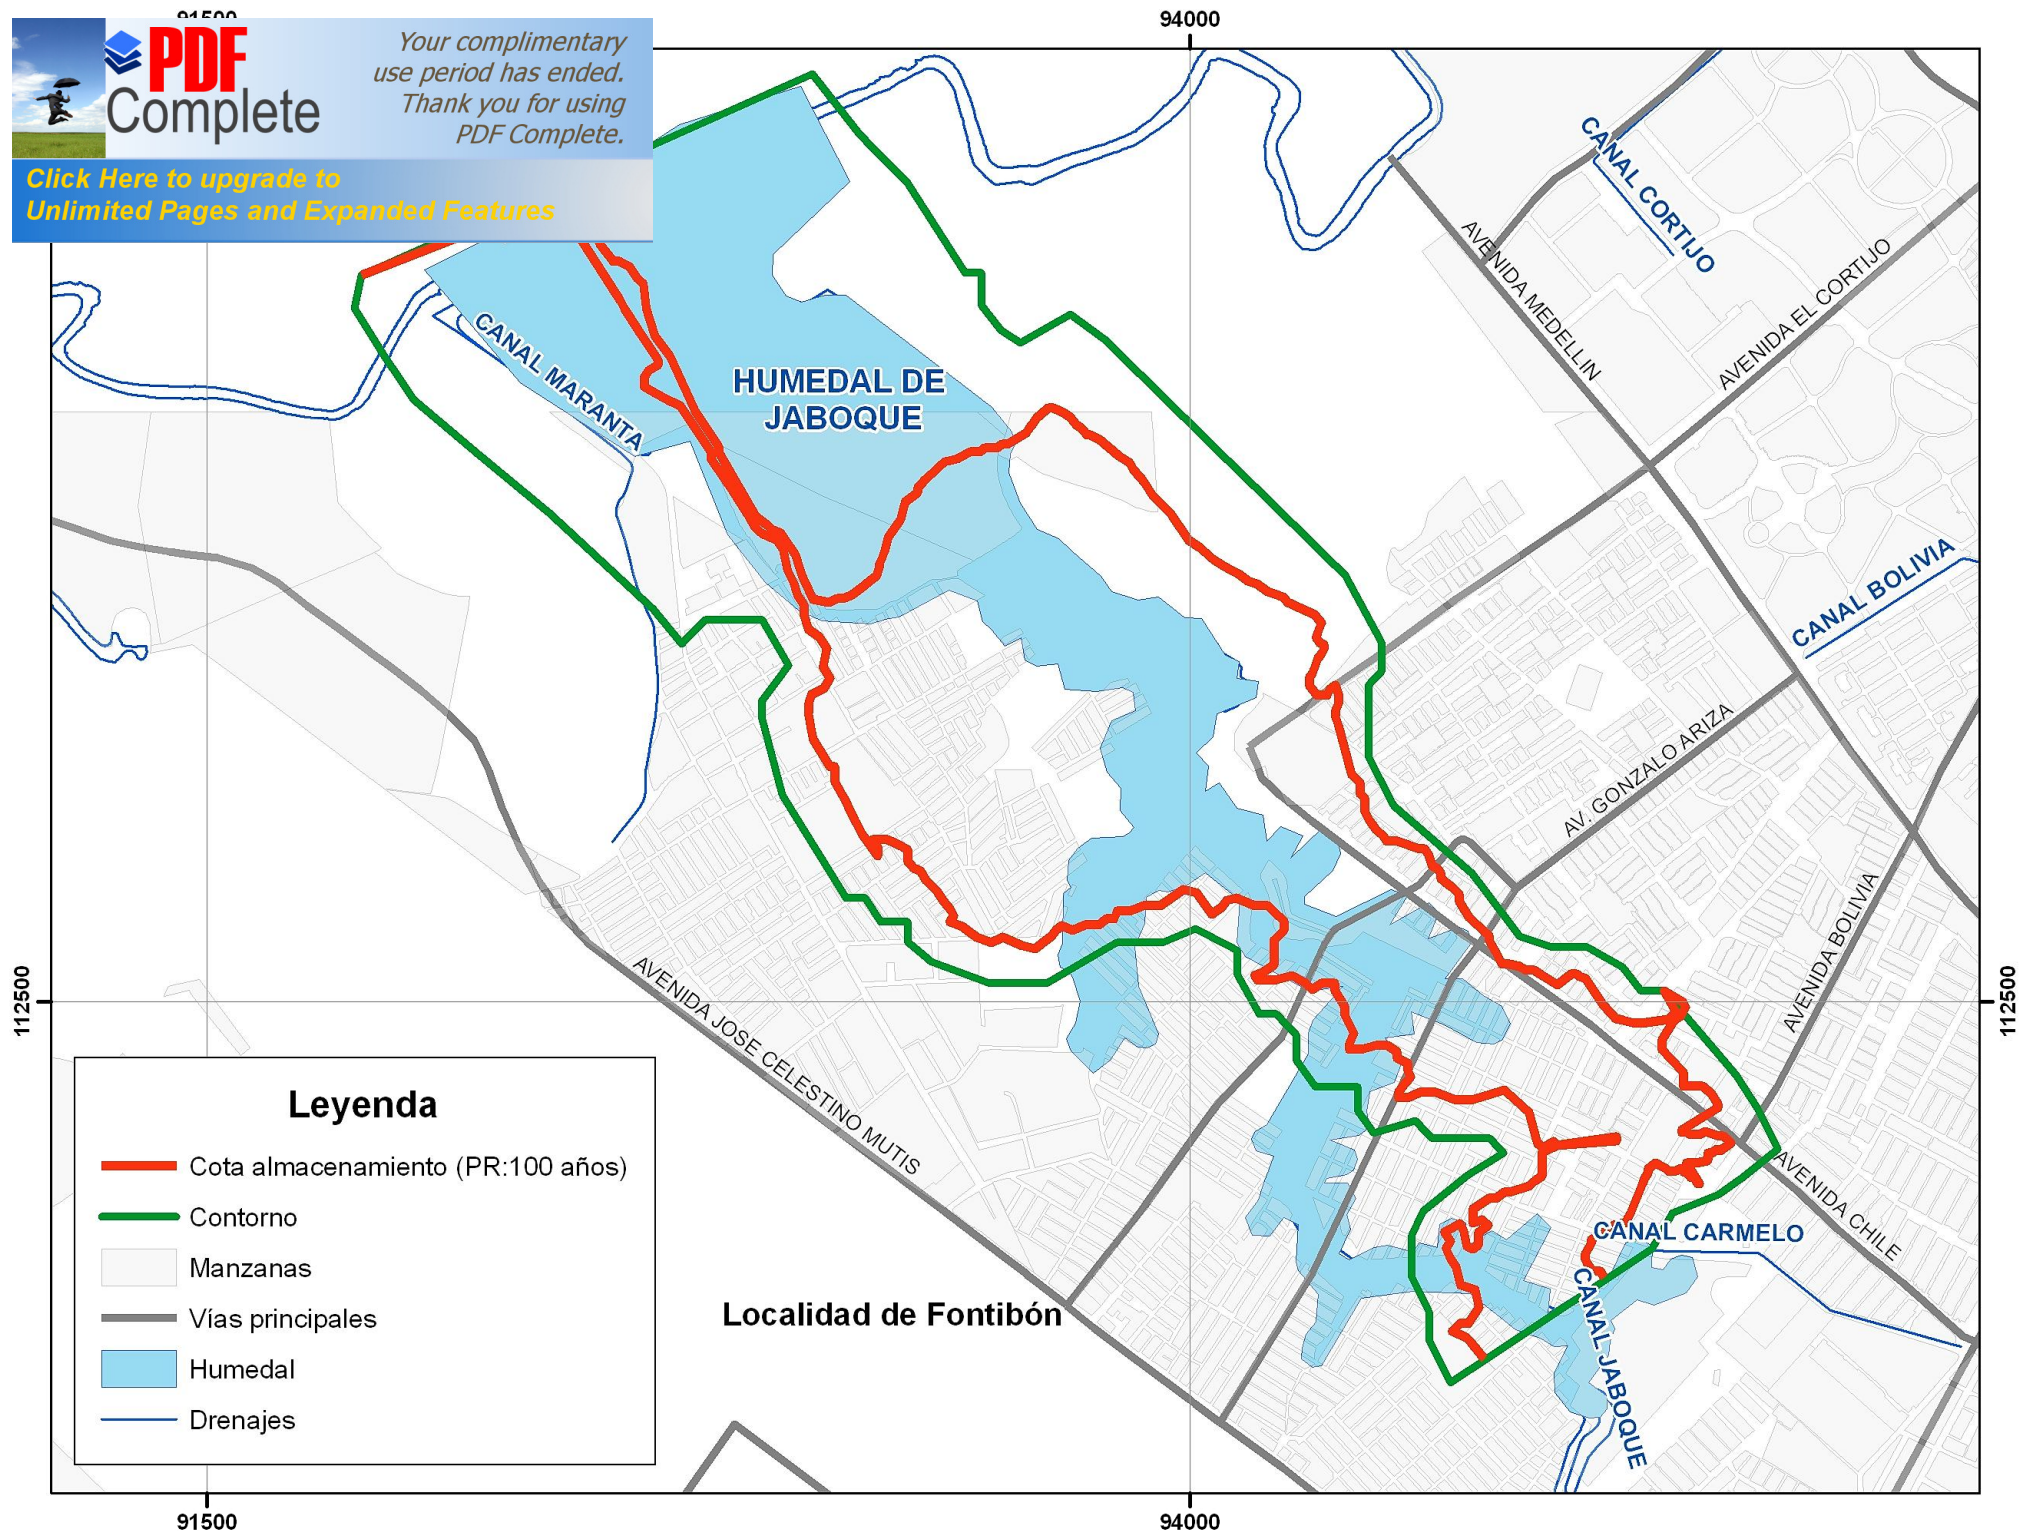 91500
94000
PDF
Complete
Your complimentary
use period has ended.
Thank you for using
PDF Complete.
Click Here to upgrade to
Unlimited Pages and Expanded Features
CANAL CORTIJO
AVENIDA MEDELLIN
AVENIDA EL CORTIJO
CANAL MARANTA
HUMEDAL DE
JABOQUE
CANAL BOLIVIA
AV. GONZALO ARIZA
AVENIDA BOLIVIA
112500
112500
AVENIDA JOSE CELESTINO MUTIS
AVENIDA CHILE
CANAL CARMELO
CANAL JABOQUE
Localidad de Fontibón
Leyenda
Cota almacenamiento (PR:100 años)
Contorno
Manzanas
Vías principales
Humedal
Drenajes
91500
94000